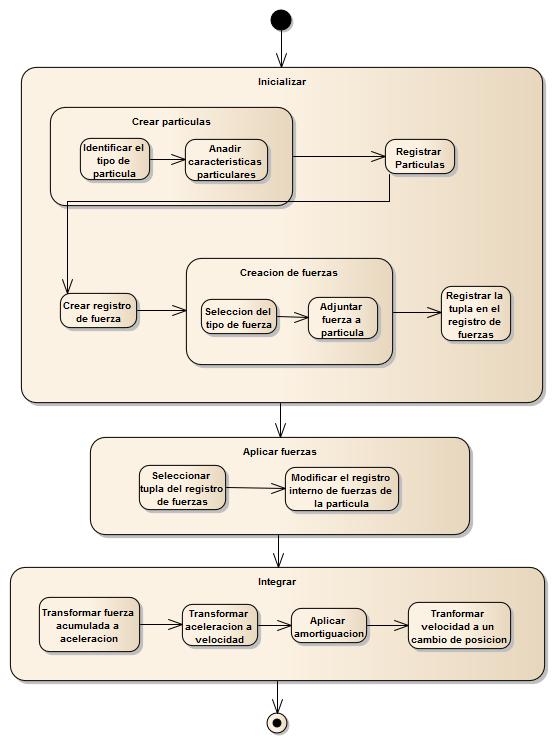 Inicializar
Crear particulas
Identificar el
tipo de
particula
Anadir
caracteristicas
particulares
Registrar
Particulas
Crear registro
de fuerza
Creacion de fuerzas
Seleccion del
tipo de fuerza
Adjuntar
fuerza a
particula
Registrar la
tupla en el
registro de
fuerzas
Aplicar fuerzas
Seleccionar
tupla del registro
de fuerzas
Modificar el registro
interno de fuerzas de
la particula
Integrar
Transformar fuerza
acumulada a
aceleracion
Transformar
aceleracion a
velocidad
Aplicar
amortiguacion
Tranformar
velocidad a un
cambio de posicion